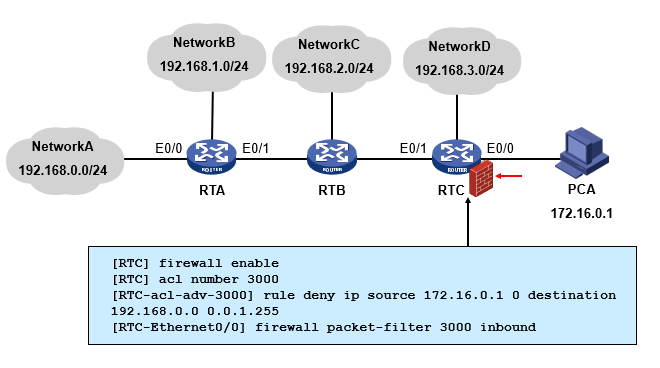 NetworkB
192.168.1.0/24
NetworkC
192.168.2.0/24
NetworkD
192.168.3.0/24
NetworkA
192.168.0.0/24
E0/0
E0/1
E0/1
E0/0
ROUTER
ROUTER
ROUTER
RTA
RTB
RTC
PCA
172.16.0.1
[RTC] firewall enable
[RTC] acl number 3000
[RTC-acl-adv-3000] rule deny ip source 172.16.0.1 0 destination
192.168.0.0 0.0.1.255
[RTC-Ethernet0/0] firewall packet-filter 3000 inbound